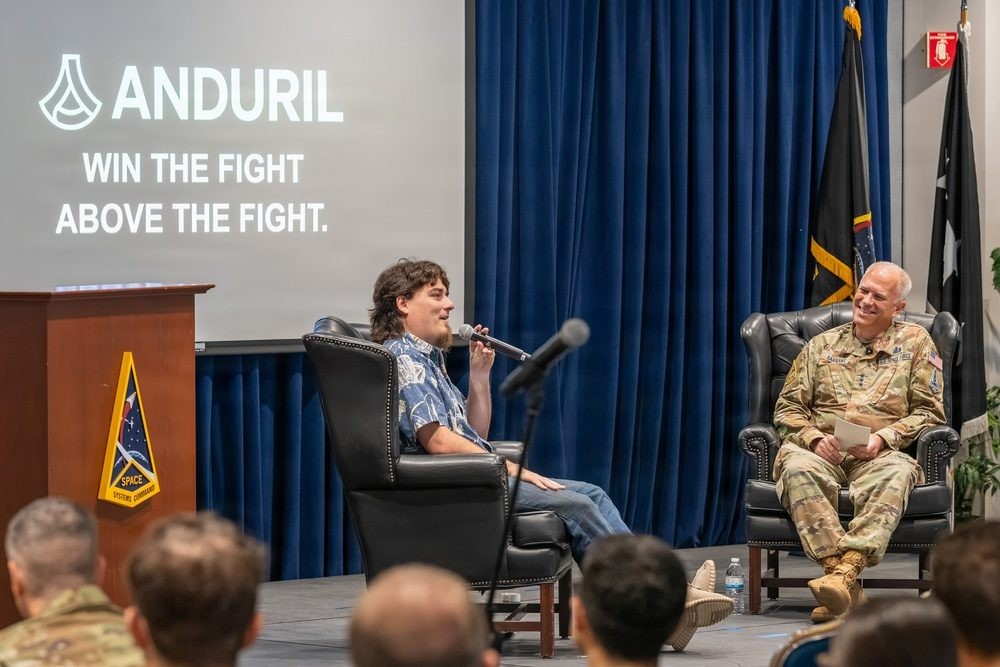 ANDURIL
WIN THE FIGHT
ABOVE THE FIGHT.
SPACE
SYSTEMS COMMAND